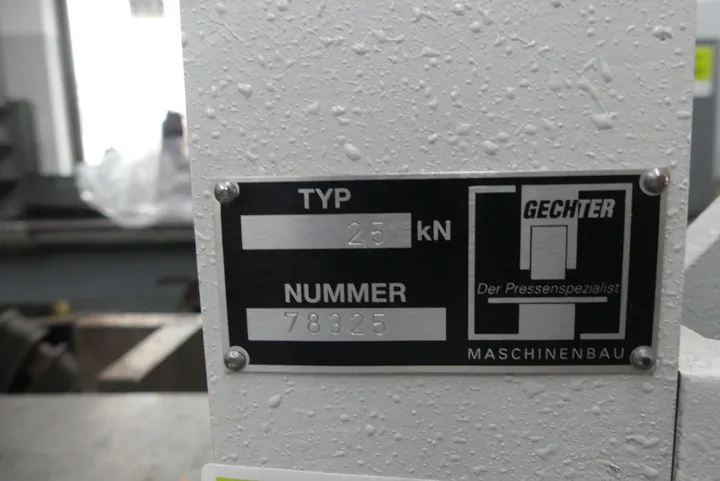 TYP
25 kN
NUMMER
78325
GECHTER
Der Pressenspezialist
MASCHINENBAU